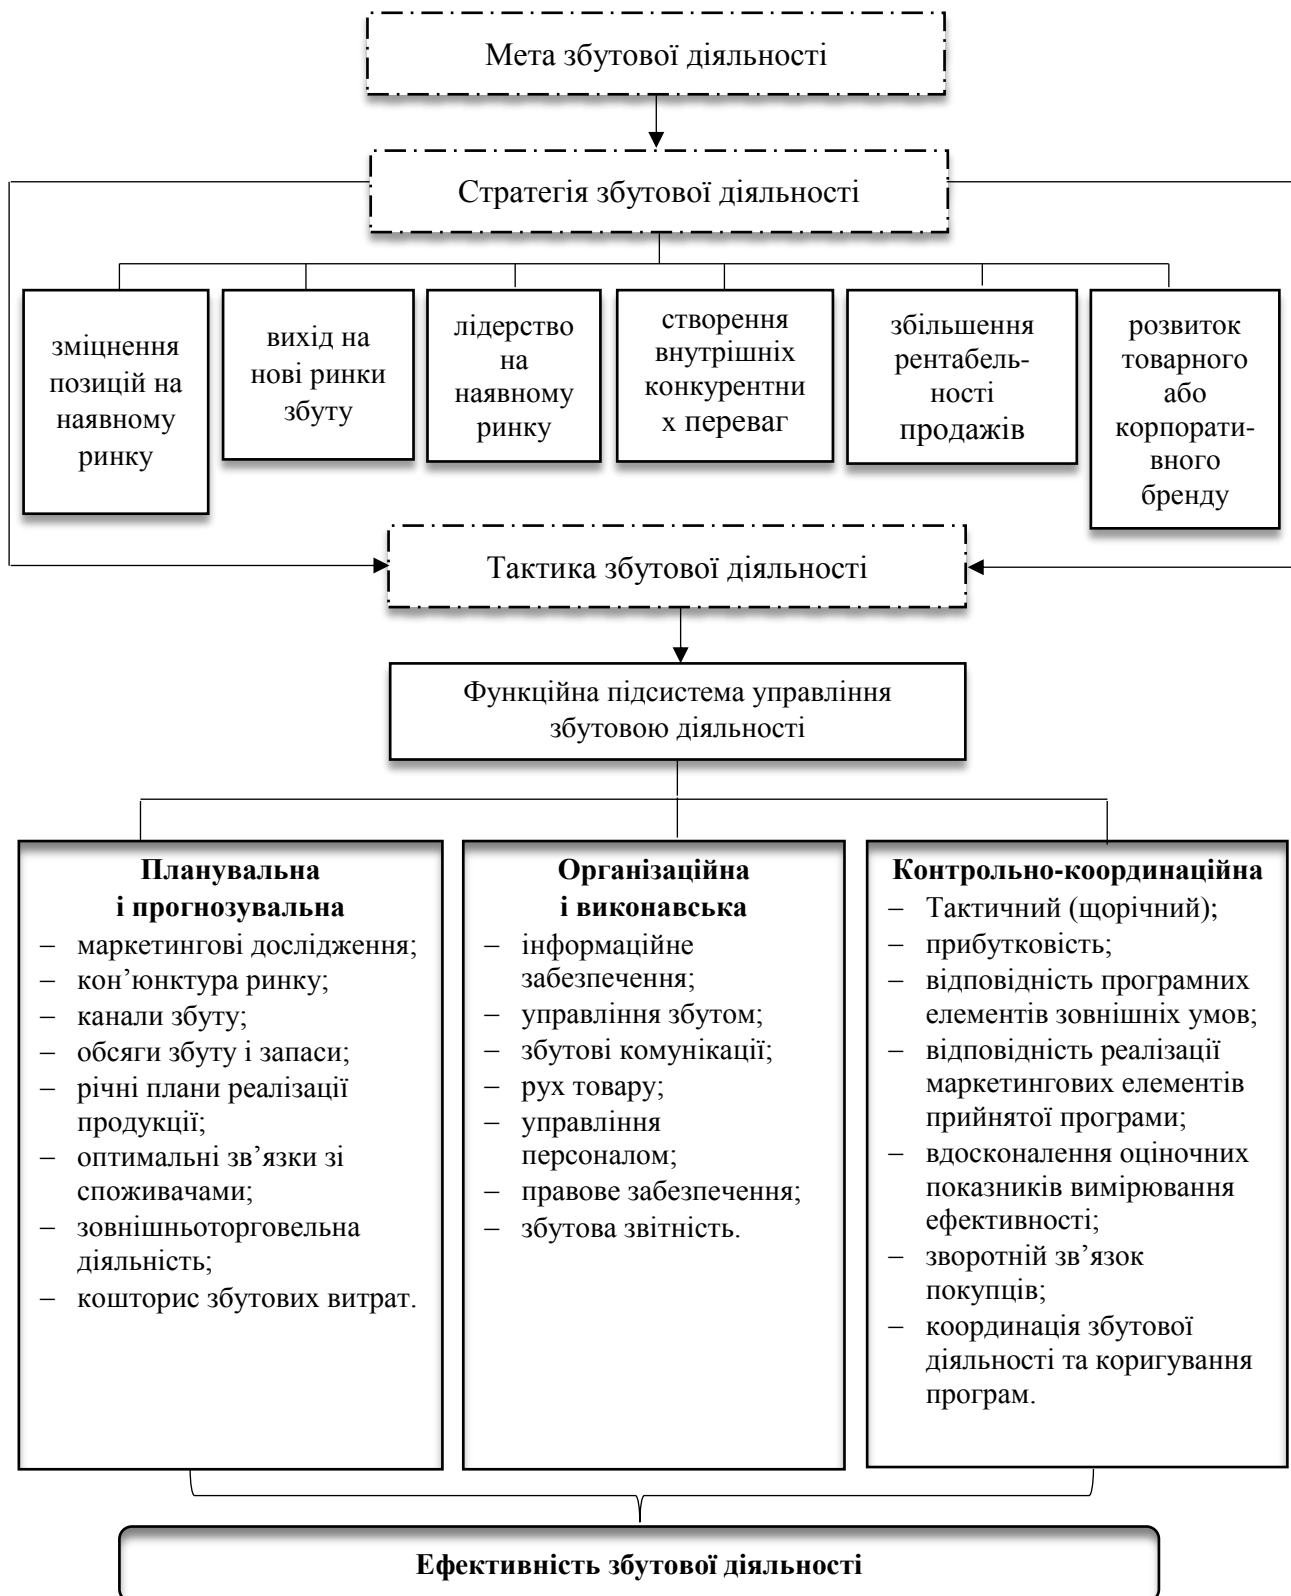 Мета збутової діяльності
Стратегія збутової діяльності
зміцнення
позицій на
наявному
ринку
вихід на
нові ринки
збуту
лідерство
на
наявному
ринку
створення
внутрішніх
конкурентни
х переваг
збільшення
рентабель-
ності
продажів
розвиток
товарного
або
корпорати-
вного
бренду
Тактика збутової діяльності
Функційна підсистема управління
збутовою діяльності
Планувальна
і прогнозувальна
– маркетингові дослідження;
– кон’юнктура ринку;
– канали збуту;
– обсяги збуту і запаси;
– річні плани реалізації
продукції;
– оптимальні зв’язки зі
споживачами;
– зовнішньоторговельна
діяльність;
– кошторис збутових витрат.
Організаційна
і виконавська
– інформаційне
забезпечення;
– управління збутом;
– збутові комунікації;
– рух товару;
– управління
персоналом;
– правове забезпечення;
– збутова звітність.
Контрольно-координаційна
– Тактичний (щорічний);
– прибутковість;
– відповідність програмних
елементів зовнішніх умов;
– відповідність реалізації
маркетингових елементів
прийнятої програми;
– вдосконалення оціночних
показників вимірювання
ефективності;
– зворотній зв’язок
покупців;
– координація збутової
діяльності та коригування
програм.
Ефективність збутової діяльності